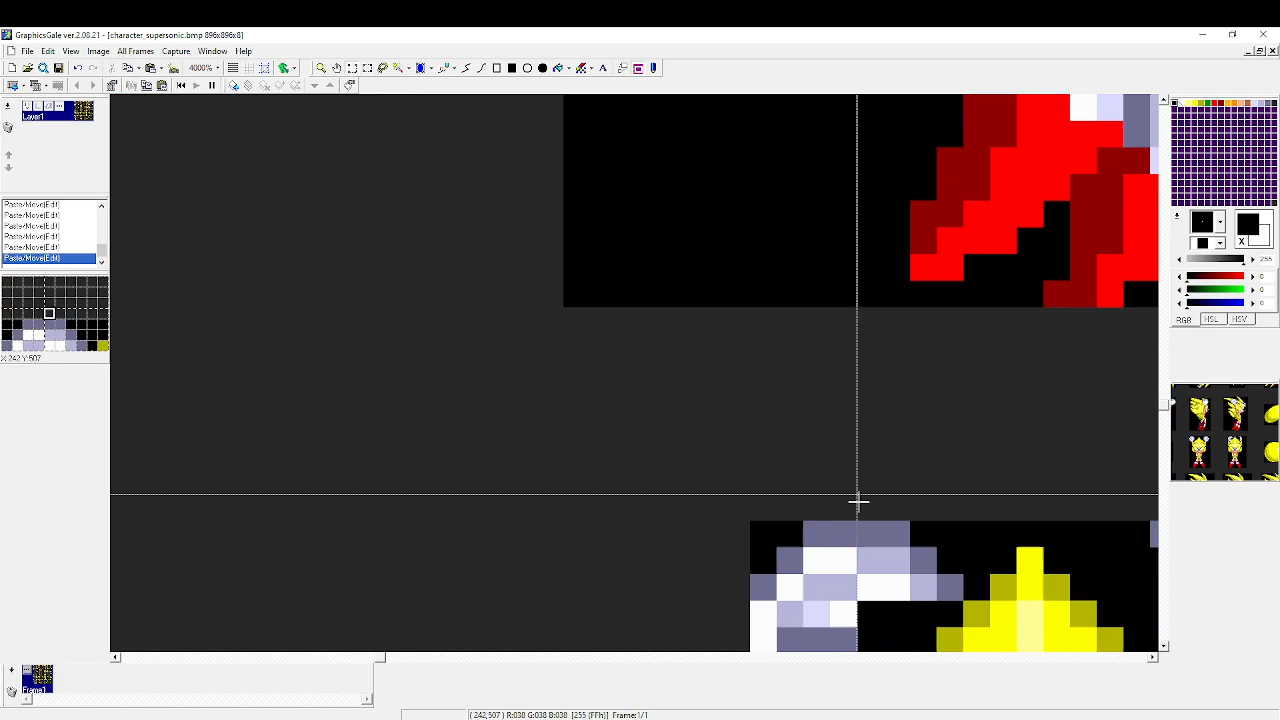 GraphicsGale ver.2.08.21 - [character_supersonic.bmp 896x896x8]
File Edit View Image All Frames Capture Window Help
4000%
A
Layer1
Paste/Move(Edit)
Paste/Move(Edit)
Paste/Move(Edit)
Paste/Move(Edit)
Paste/Move(Edit)
Paste/Move(Edit)
X:242 Y:507
X
255
0
0
0
RGB HSL HSV
Frame1
( 242,507 ) R:038 G:038 B:038 [255 (FFh)] Frame:1/1